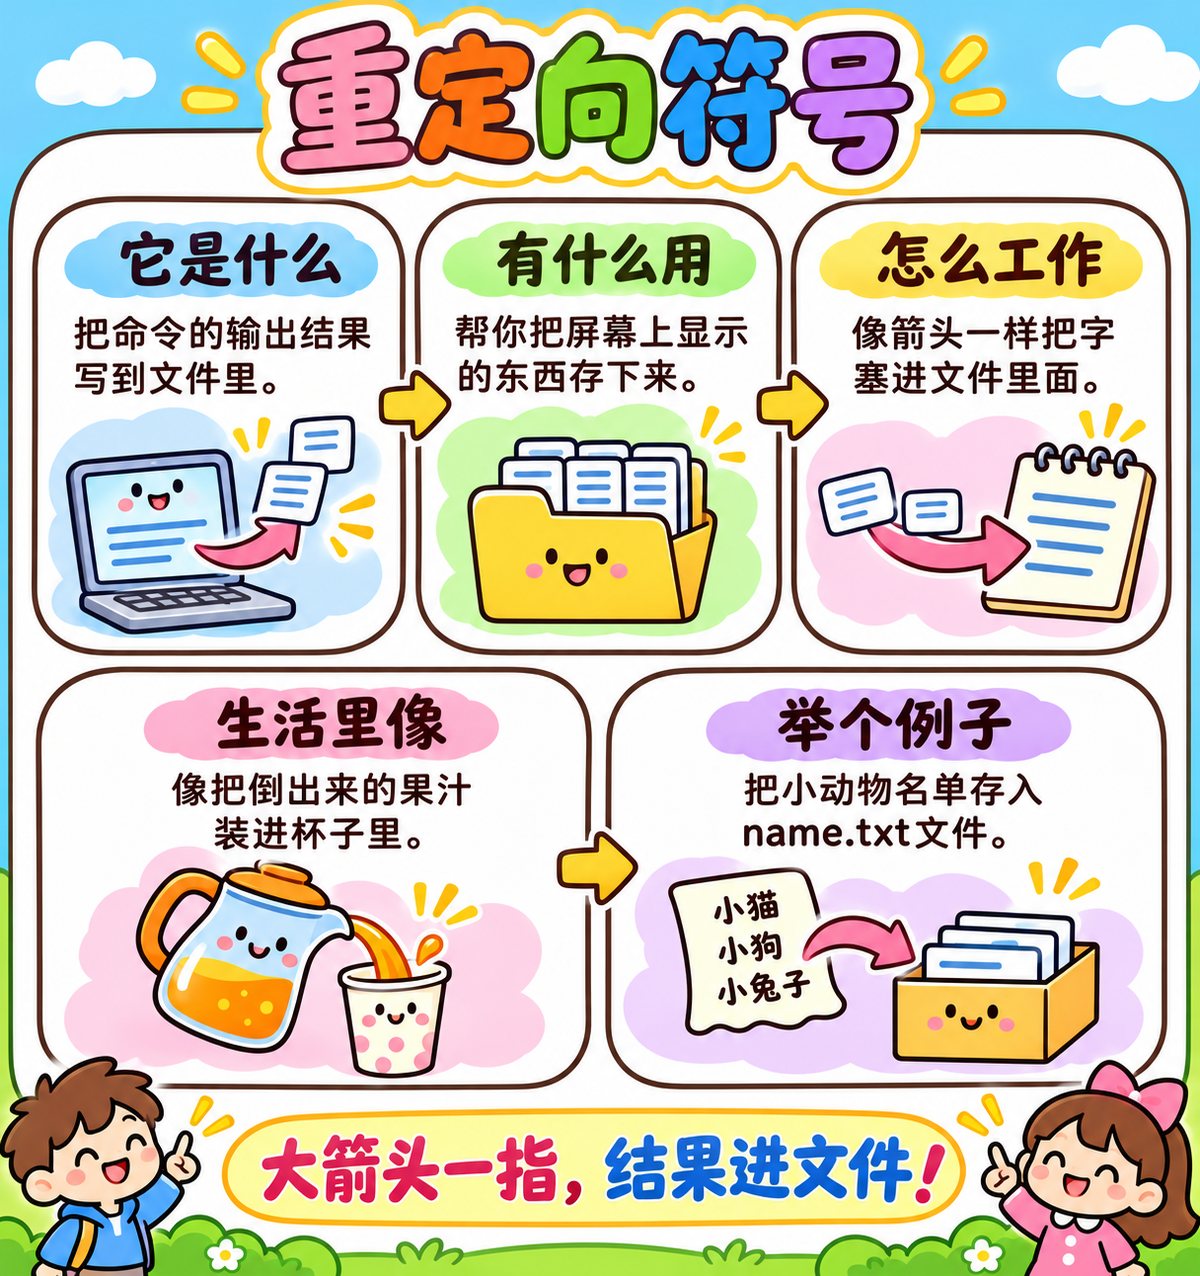 重定向符号
它是什么
把命令的输出结果
写到文件里。
有什么用
帮你把屏幕上显示
的东西存下来。
怎么工作
像箭头一样把字
塞进文件里面。
生活里像
像把倒出来的果汁
装进杯子里。
举个例子
把小动物名单存入
name.txt文件。
小猫
小狗
小兔子
大箭头一指，结果进文件！